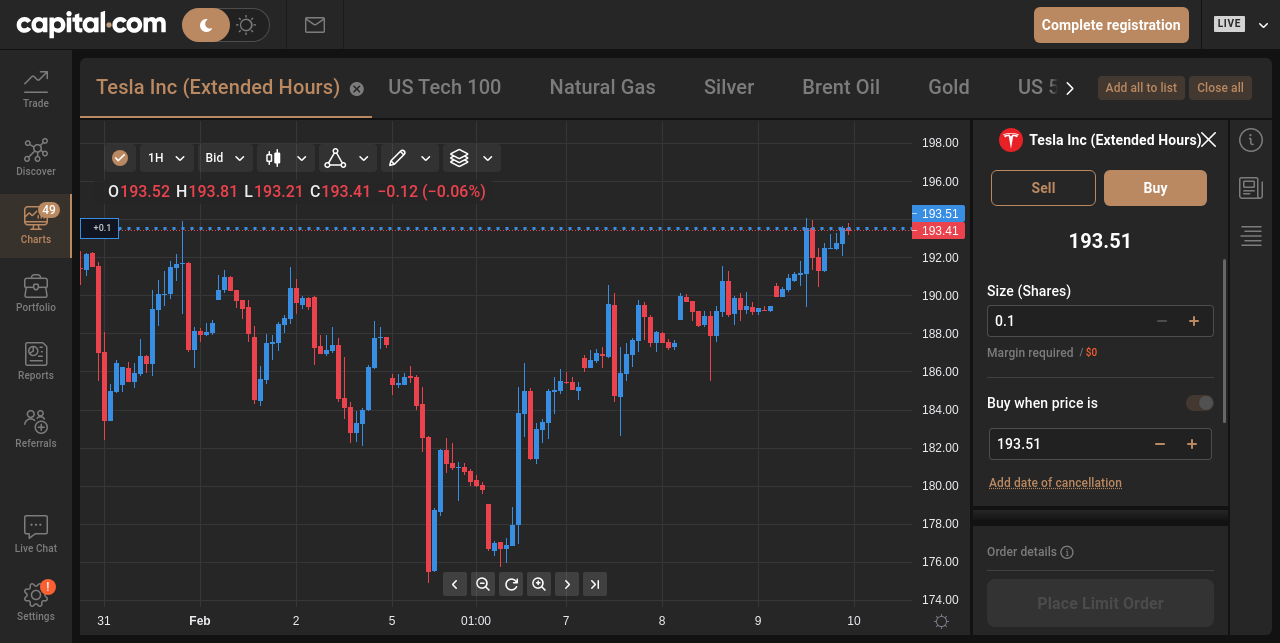 capital.com
Complete registration
LIVE
Trade
Discover
49
Charts
Portfolio
Reports
Referrals
Live Chat
!
Settings
Tesla Inc (Extended Hours)
US Tech 100
Natural Gas
Silver
Brent Oil
Gold
US 5
Add all to list
Close all
1H
Bid
O193.52 H193.81 L193.21 C193.41 −0.12 (−0.06%)
+0.1
198.00
196.00
193.51
193.41
192.00
190.00
188.00
186.00
184.00
182.00
180.00
178.00
176.00
174.00
31
Feb
2
5
01:00
7
8
9
10
Tesla Inc (Extended Hours)
Sell
Buy
193.51
Size (Shares)
0.1
Margin required / $0
Buy when price is
193.51
Add date of cancellation
Order details
Place Limit Order